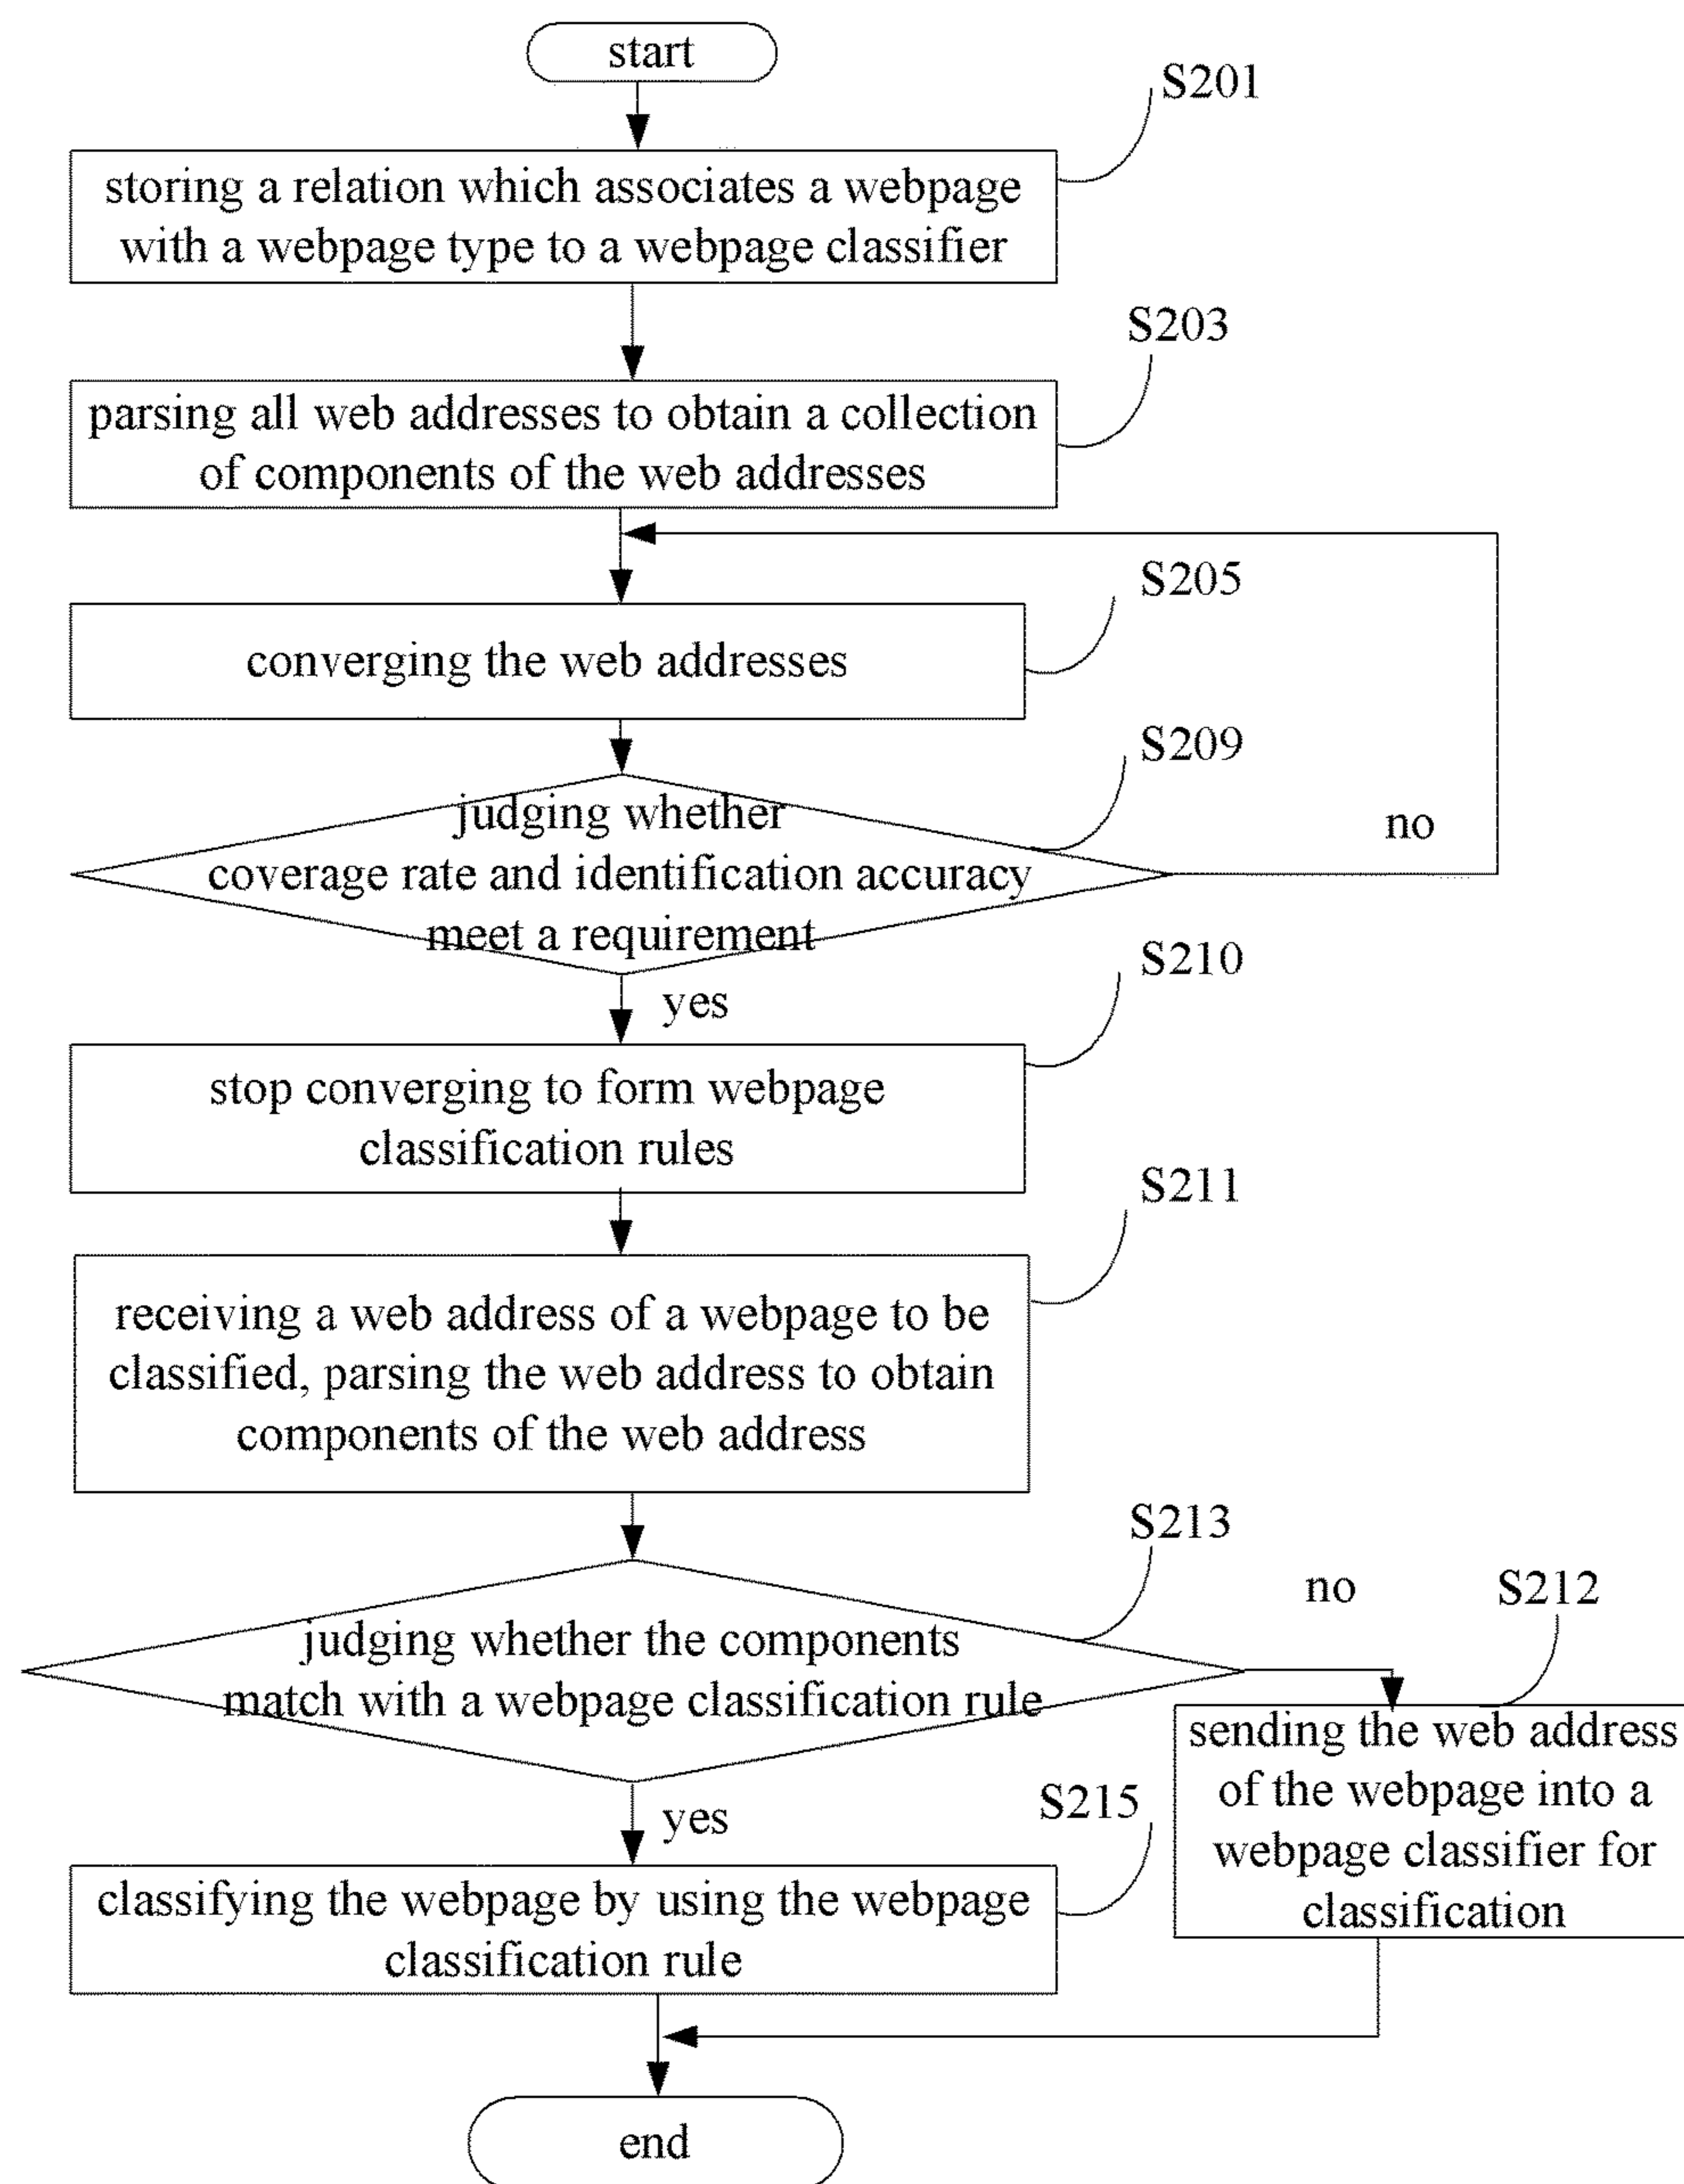 start
S201
storing a relation which associates a webpage
with a webpage type to a webpage classifier
S203
parsing all web addresses to obtain a collection
of components of the web addresses
S205
converging the web addresses
S209
judging whether
coverage rate and identification accuracy
meet a requirement
no
yes
S210
stop converging to form webpage
classification rules
S211
receiving a web address of a webpage to be
classified, parsing the web address to obtain
components of the web address
S213
judging whether the components
match with a webpage classification rule
no
S212
sending the web address
of the webpage into a
webpage classifier for
classification
yes
S215
classifying the webpage by using the webpage
classification rule
end